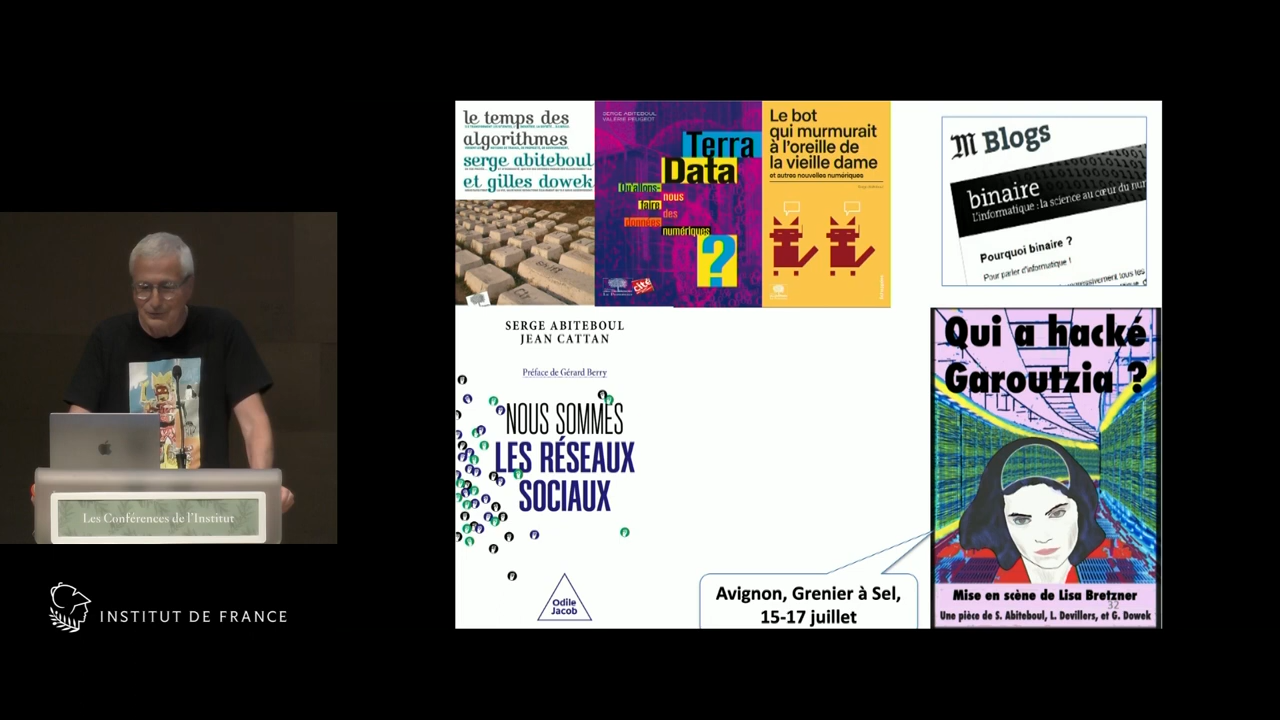 le temps des
algorithmes
serge abiteboul
et gilles dowek
SERGE ABITEBOUL
VALÉRIE PEUGEOT
Terra
Data
Qu'allons-
nous
faire
des
données
numériques
?
Le bot
qui murmurait
à l'oreille de
la vieille dame
et autres nouvelles numériques
Serge Abiteboul
Blogs
binaire
L'informatique : la science au cœur du nur
Pourquoi binaire ?
Pour parler d'informatique !
SERGE ABITEBOUL
JEAN CATTAN
Préface de Gérard Berry
NOUS SOMMES
LES RÉSEAUX
SOCIAUX
Odile
Jacob
Avignon, Grenier à Sel,
15-17 juillet
Qui a hacké
Garoutzia ?
Mise en scène de Lisa Bretzner
32
Une pièce de S. Abiteboul, L. Devillers, et G. Dowek
Les Conférences de l'Institut
INSTITUT DE FRANCE